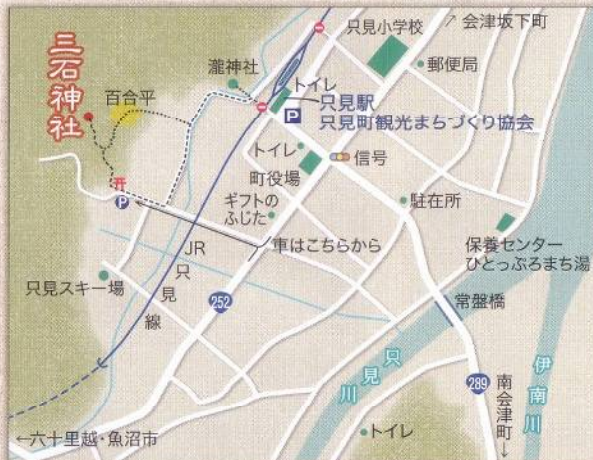 三石神社
百合平
瀧神社
只見小学校
↗会津坂下町
郵便局
トイレ
P
只見駅
只見町観光まちづくり協会
トイレ
信号
町役場
ギフトの
ふじた
駐在所
車はこちらから
保養センター
ひとっぷろまち湯
P
JR只見線
只見スキー場
252
常盤橋
只見川
伊南川
289
南会津町→
←六十里越・魚沼市
トイレ